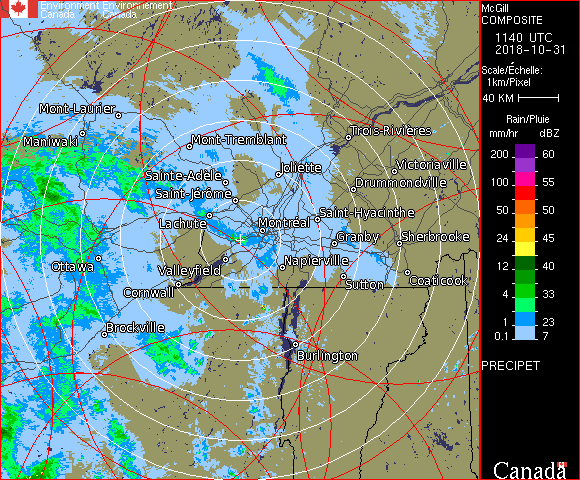 Environment Environnement
Canada Canada
McGill
COMPOSITE
1140 UTC
2018-10-31
Scale/Échelle:
1km/Pixel
40 KM
Rain/Pluie
mm/hr dBZ
200 60
100 55
50 50
24 45
12 40
4 33
1 23
0.1 7
PRECIPET
Canada
Mont-Laurier
Maniwaki
Mont-Tremblant
Trois-Rivières
Joliette
Victoriaville
Sainte-Adèle
Drummondville
Saint-Jérôme
Lachute
Saint-Hyacinthe
Montréal
Granby
Sherbrooke
Ottawa
Valleyfield
Napierville
Cornwall
Sutton
Coaticook
Brockville
Burlington